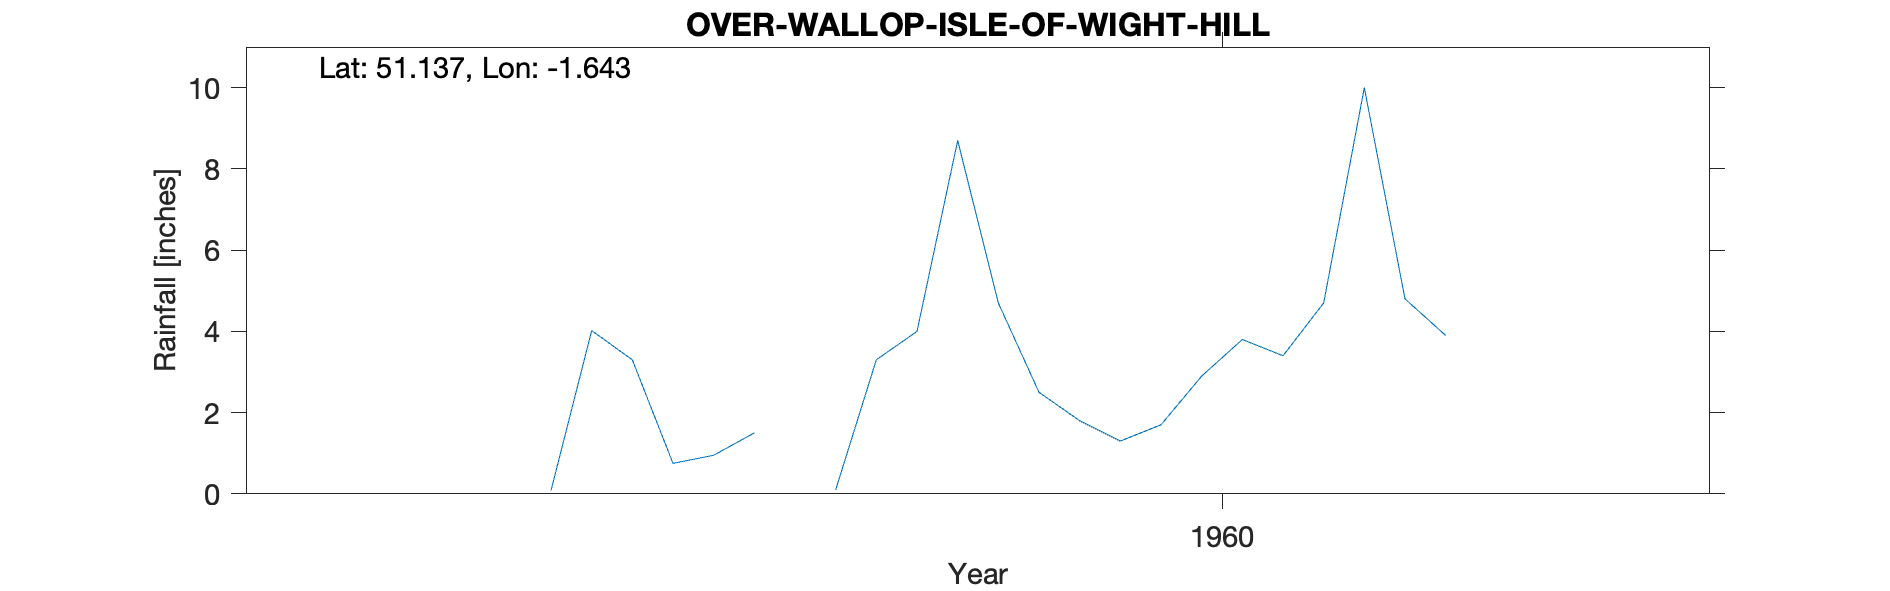 OVER-WALLOP-ISLE-OF-WIGHT-HILL
Lat: 51.137, Lon: -1.643
10
8
6
4
2
0
Rainfall [inches]
1960
Year